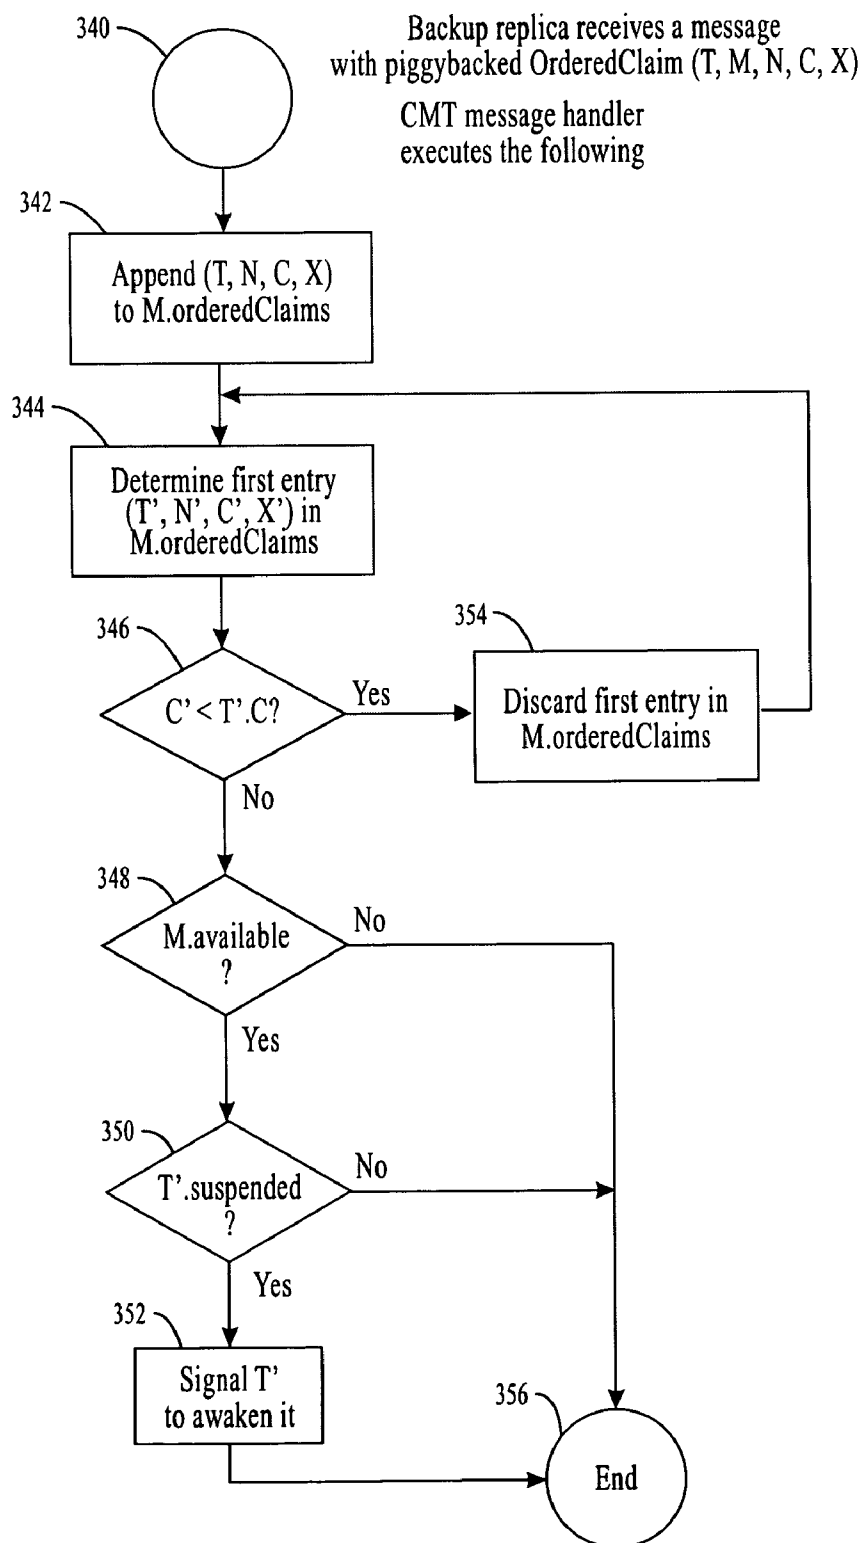 340
Backup replica receives a message
with piggybacked OrderedClaim (T, M, N, C, X)
CMT message handler
executes the following
342
Append (T, N, C, X)
to M.orderedClaims
344
Determine first entry
(T', N', C', X') in
M.orderedClaims
346
C' < T'.C?
Yes
354
Discard first entry in
M.orderedClaims
No
348
M.available
?
No
Yes
350
T'.suspended
?
No
Yes
352
Signal T'
to awaken it
356
End